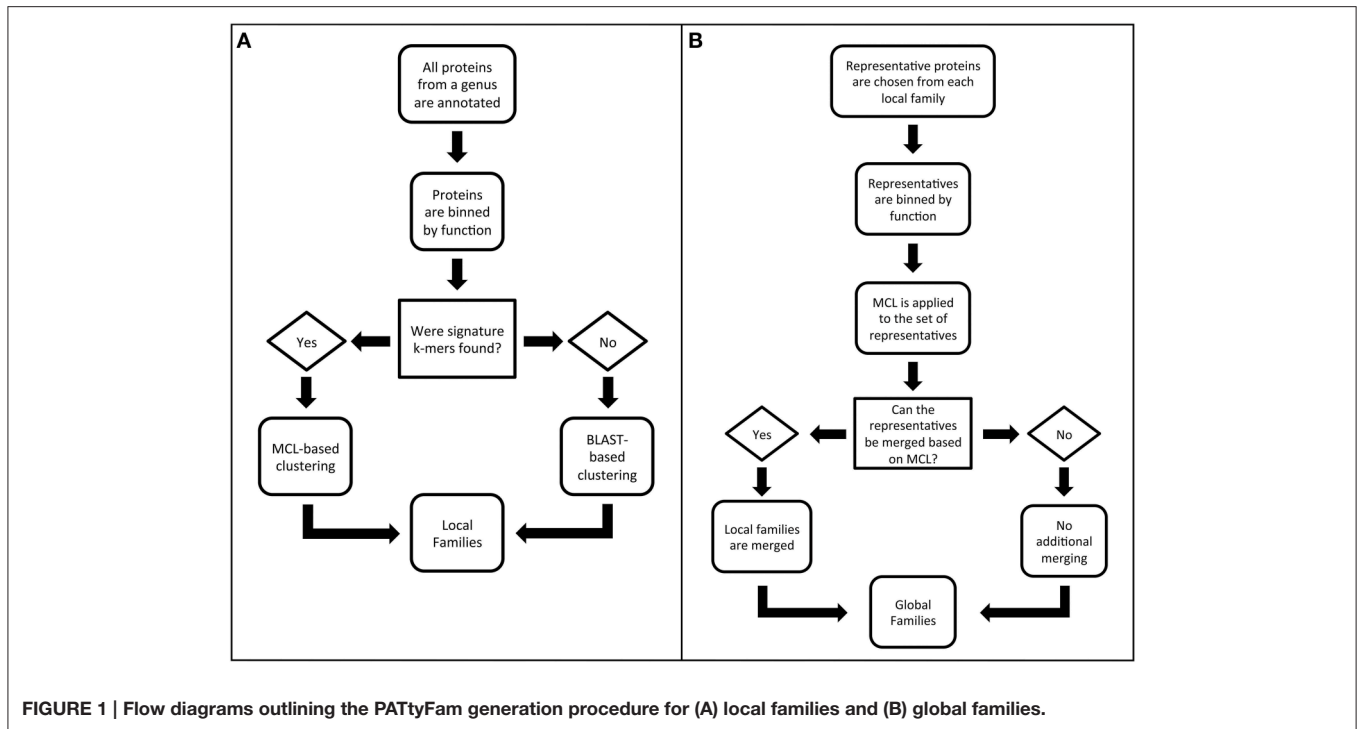 A
All proteins
from a genus
are annotated
Proteins
are binned
by function
Were signature
k-mers found?
Yes
No
MCL-based
clustering
BLAST-
based
clustering
Local
Families
B
Representative proteins
are chosen from each
local family
Representatives
are binned by
function
MCL is applied
to the set of
representatives
Can the
representatives
be merged based
on MCL?
Yes
No
Local families
are merged
No
additional
merging
Global
Families
FIGURE 1 | Flow diagrams outlining the PATtyFam generation procedure for (A) local families and (B) global families.